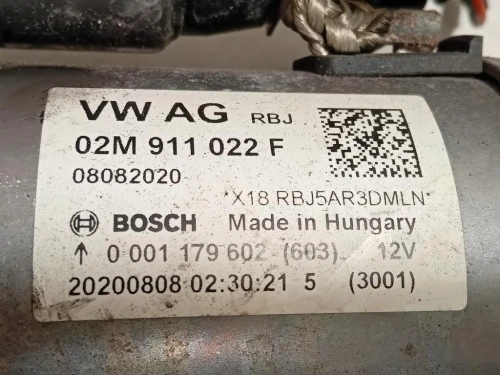 VW AG RBJ
02M 911 022 F
08082020
*X18 RBJ5AR3DMLN*
BOSCH Made in Hungary
↑ 0 001 179 602 (603) 12V
20200808 02:30:21 5 (3001)